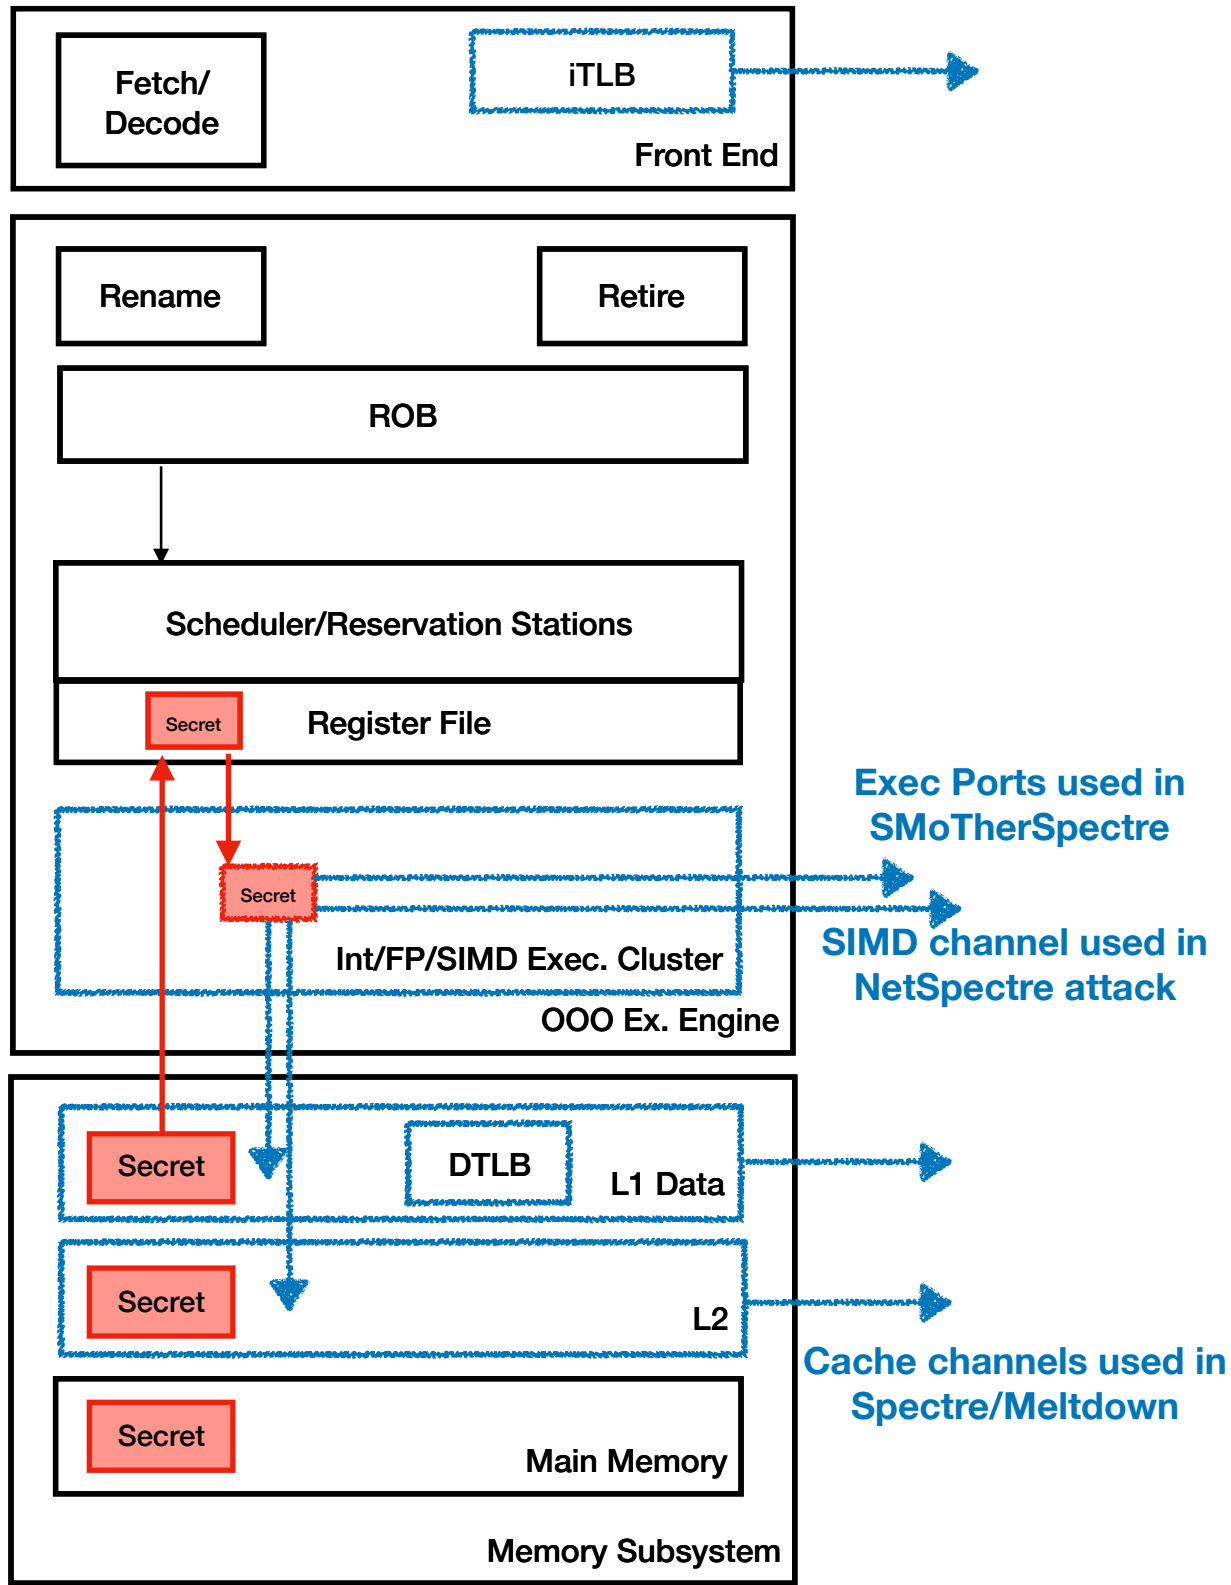 Fetch/
Decode
iTLB
Front End
Rename
Retire
ROB
Scheduler/Reservation Stations
Secret
Register File
Exec Ports used in
SMoTherSpectre
Secret
Int/FP/SIMD Exec. Cluster
SIMD channel used in
NetSpectre attack
OOO Ex. Engine
Secret
DTLB
L1 Data
Secret
L2
Cache channels used in
Spectre/Meltdown
Secret
Main Memory
Memory Subsystem